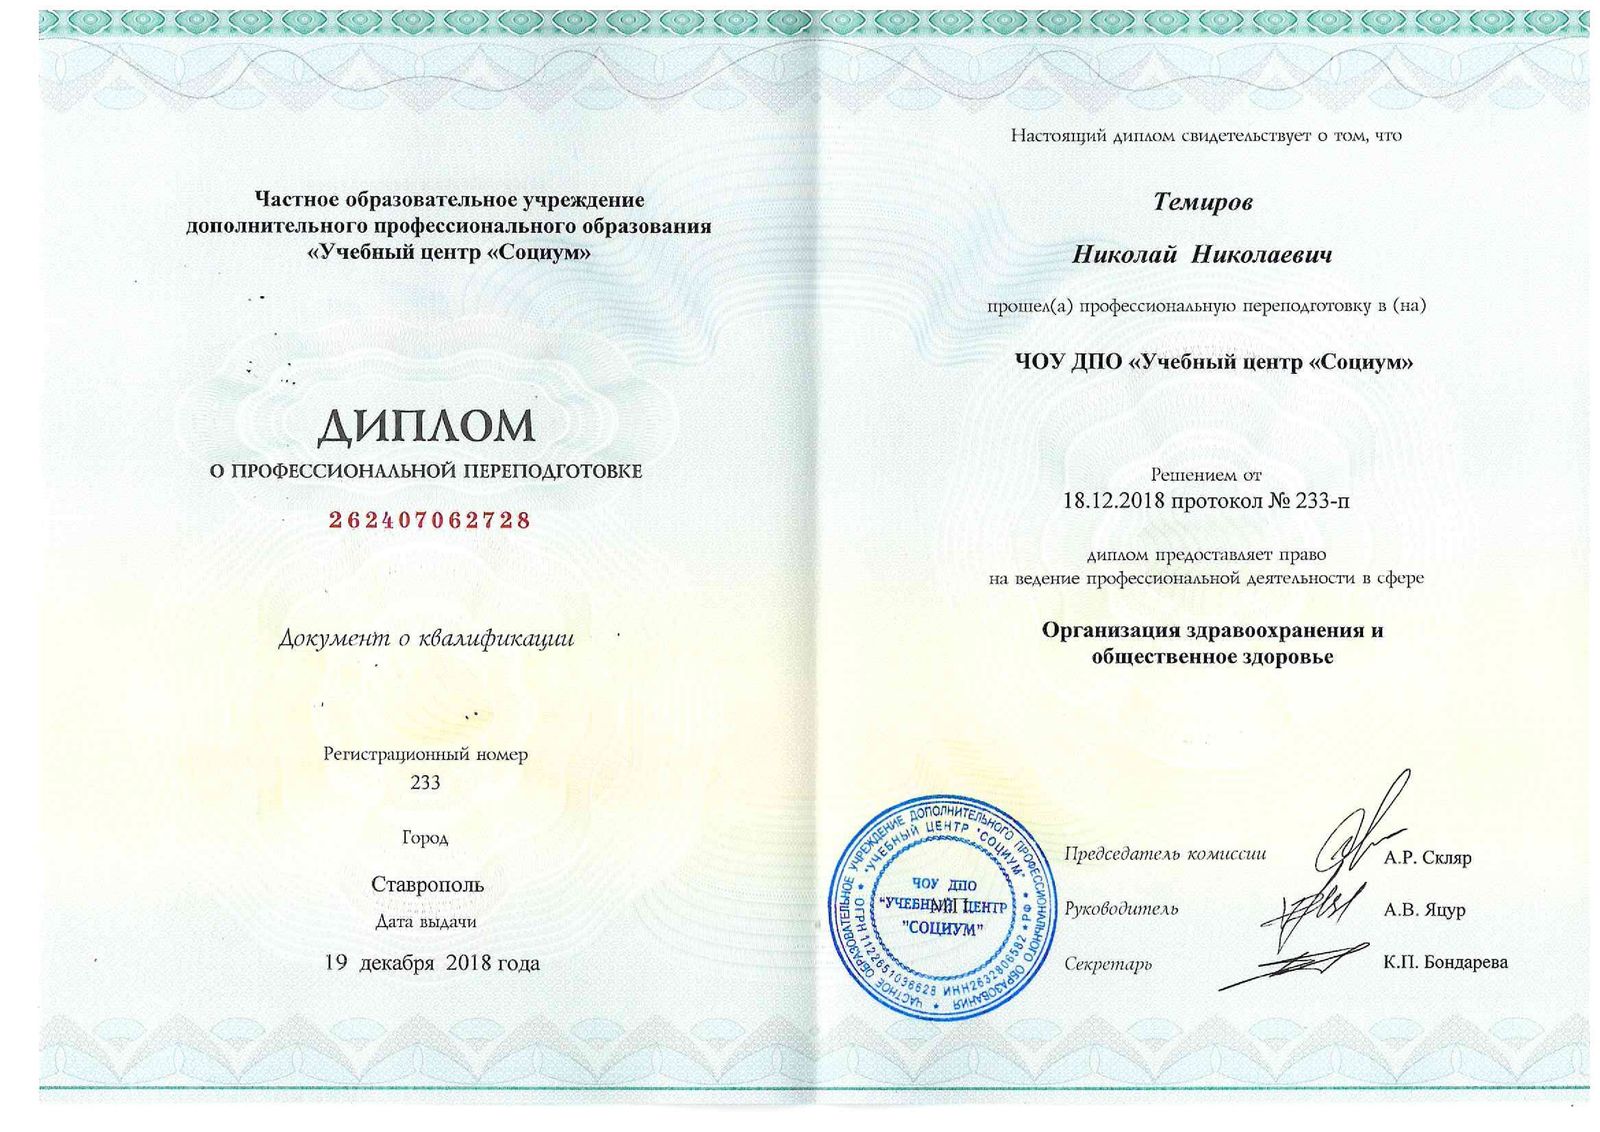 Частное образовательное учреждение
дополнительного профессионального образования
«Учебный центр «Социум»
ДИПЛОМ
О ПРОФЕССИОНАЛЬНОЙ ПЕРЕПОДГОТОВКЕ
262407062728
Документ о квалификации
Регистрационный номер
233
Город
Ставрополь
Дата выдачи
19 декабря 2018 года
Настоящий диплом свидетельствует о том, что
Темиров
Николай Николаевич
прошел(а) профессиональную переподготовку в (на)
ЧОУ ДПО «Учебный центр «Социум»
Решением от
18.12.2018 протокол № 233-п
диплом предоставляет право
на ведение профессиональной деятельности в сфере
Организация здравоохранения и
общественное здоровье
Председатель комиссии А.Р. Скляр
Руководитель А.В. Яцур
Секретарь К.П. Бондарева
М.П.
ЧАСТНОЕ ОБРАЗОВАТЕЛЬНОЕ УЧРЕЖДЕНИЕ ДОПОЛНИТЕЛЬНОГО ПРОФЕССИОНАЛЬНОГО ОБРАЗОВАНИЯ
"УЧЕБНЫЙ ЦЕНТР "СОЦИУМ" * РФ * ИНН2632806582 ОГРН 1122651036628
ЧОУ ДПО
"УЧЕБНЫЙ ЦЕНТР
"СОЦИУМ"